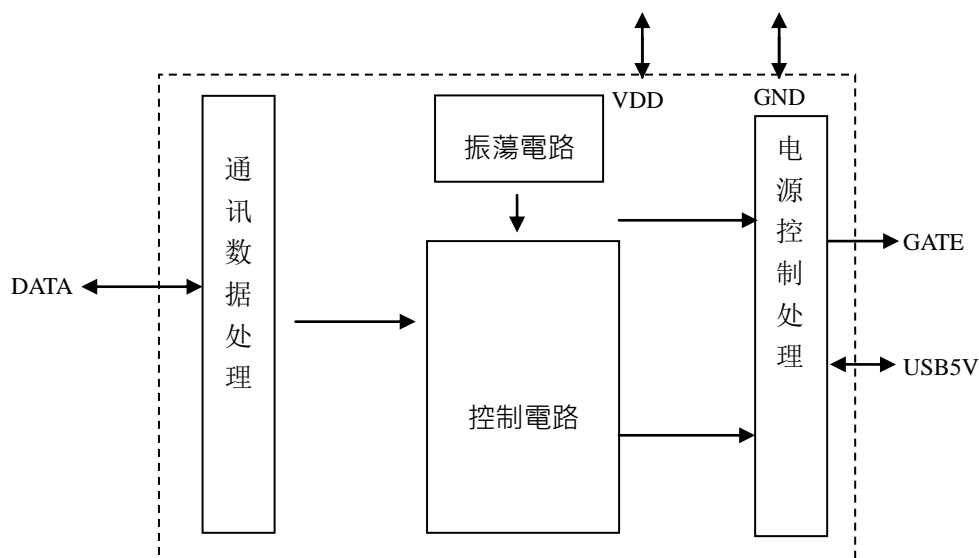 VDD
GND
振蕩電路
通讯数据处理
电源控制处理
GATE
DATA
USB5V
控制電路